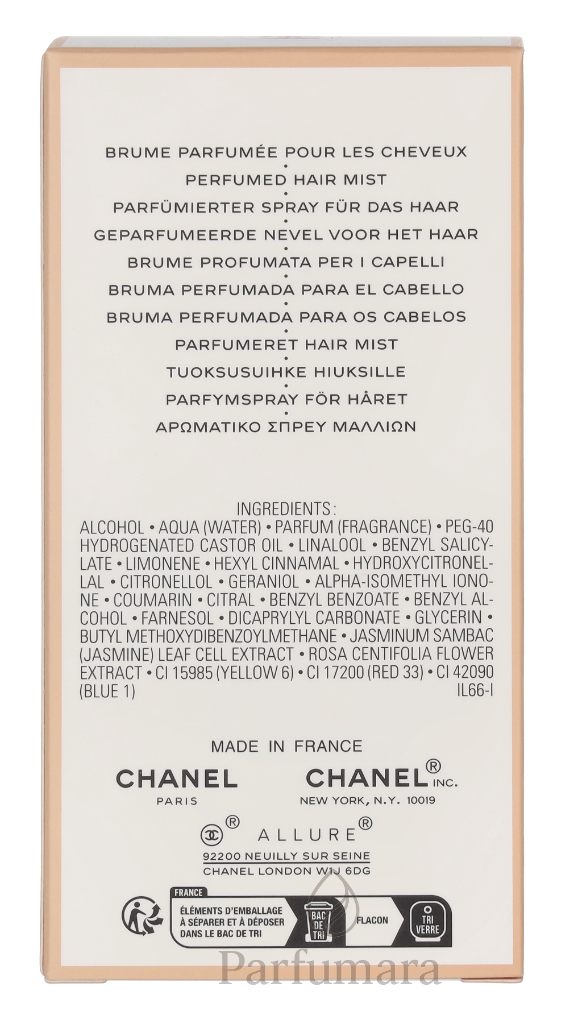 BRUME PARFUMÉE POUR LES CHEVEUX
•
PERFUMED HAIR MIST
•
PARFÜMIERTER SPRAY FÜR DAS HAAR
•
GEPARFUMEERDE NEVEL VOOR HET HAAR
•
BRUME PROFUMATA PER I CAPELLI
•
BRUMA PERFUMADA PARA EL CABELLO
•
BRUMA PERFUMADA PARA OS CABELOS
•
PARFUMERET HAIR MIST
•
TUOKSUSUIHKE HIUKSILLE
•
PARFYMSPRAY FÖR HÅRET
•
ΑΡΩΜΑΤΙΚΟ ΣΠΡΕΥ ΜΑΛΛΙΩΝ
INGREDIENTS:
ALCOHOL • AQUA (WATER) • PARFUM (FRAGRANCE) • PEG-40
HYDROGENATED CASTOR OIL • LINALOOL • BENZYL SALICY-
LATE • LIMONENE • HEXYL CINNAMAL • HYDROXYCITRONEL-
LAL • CITRONELLOL • GERANIOL • ALPHA-ISOMETHYL IONO-
NE • COUMARIN • CITRAL • BENZYL BENZOATE • BENZYL AL-
COHOL • FARNESOL • DICAPRYLYL CARBONATE • GLYCERIN •
BUTYL METHOXYDIBENZOYLMETHANE • JASMINUM SAMBAC
(JASMINE) LEAF CELL EXTRACT • ROSA CENTIFOLIA FLOWER
EXTRACT • CI 15985 (YELLOW 6) • CI 17200 (RED 33) • CI 42090
(BLUE 1) IL66-I
MADE IN FRANCE
CHANEL CHANEL® INC.
PARIS NEW YORK, N.Y. 10019
® ALLURE®
92200 NEUILLY SUR SEINE
CHANEL LONDON W1J 6DG
FRANCE
ÉLÉMENTS D'EMBALLAGE
À SÉPARER ET À DÉPOSER
DANS LE BAC DE TRI
BAC
DE
TRI
FLACON
TRI
VERRE
Parfumara